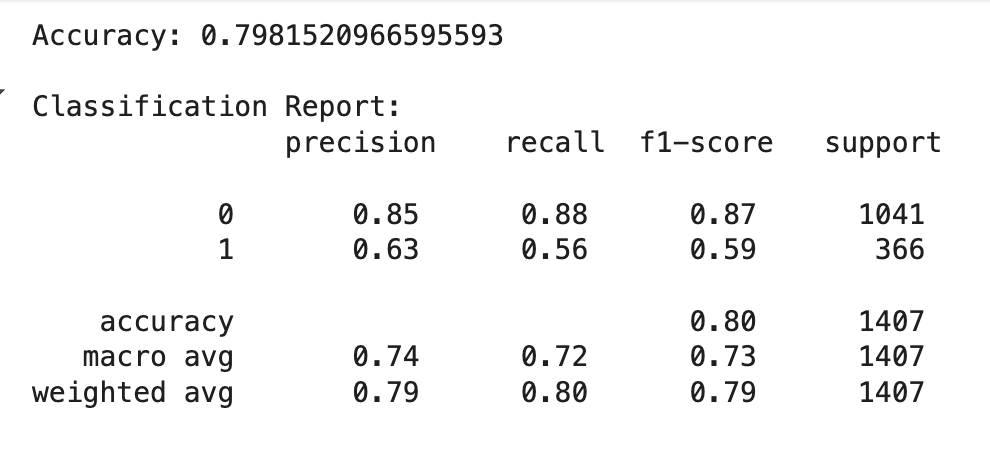 Accuracy: 0.7981520966595593
Classification Report:
precision recall f1-score support
0 0.85 0.88 0.87 1041
1 0.63 0.56 0.59 366
accuracy 0.80 1407
macro avg 0.74 0.72 0.73 1407
weighted avg 0.79 0.80 0.79 1407